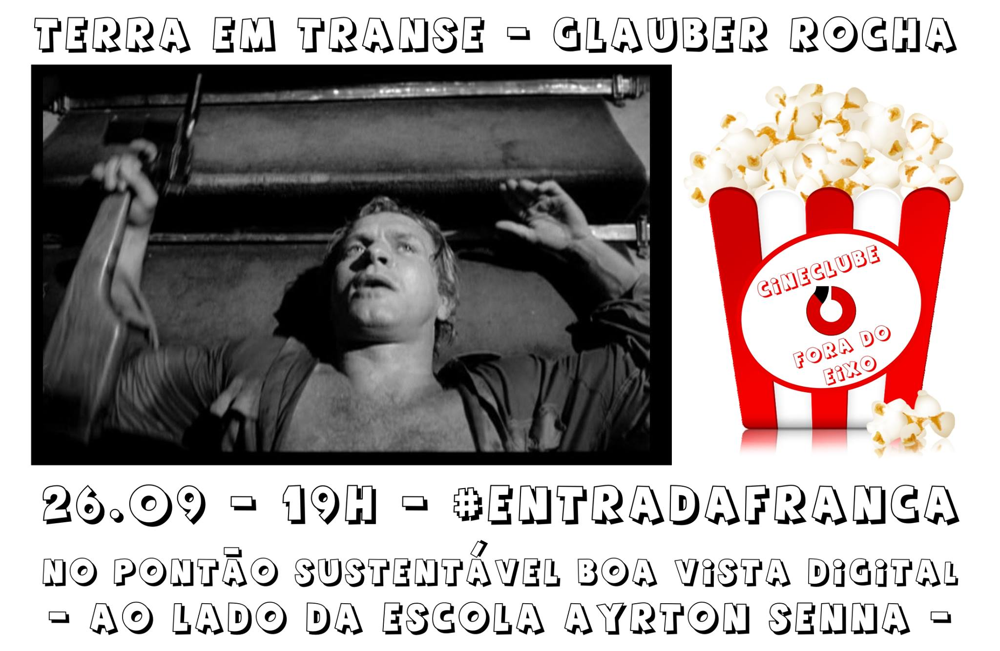 TERRA EM TRANSE - GLAUBER ROCHA
CINECLUBE
FORA DO
EIXO
26.09 - 19H - #ENTRADAFRANCA
NO PONTÃO SUSTENTÁVEL BOA VISTA DIGITAL
- AO LADO DA ESCOLA AYRTON SENNA -